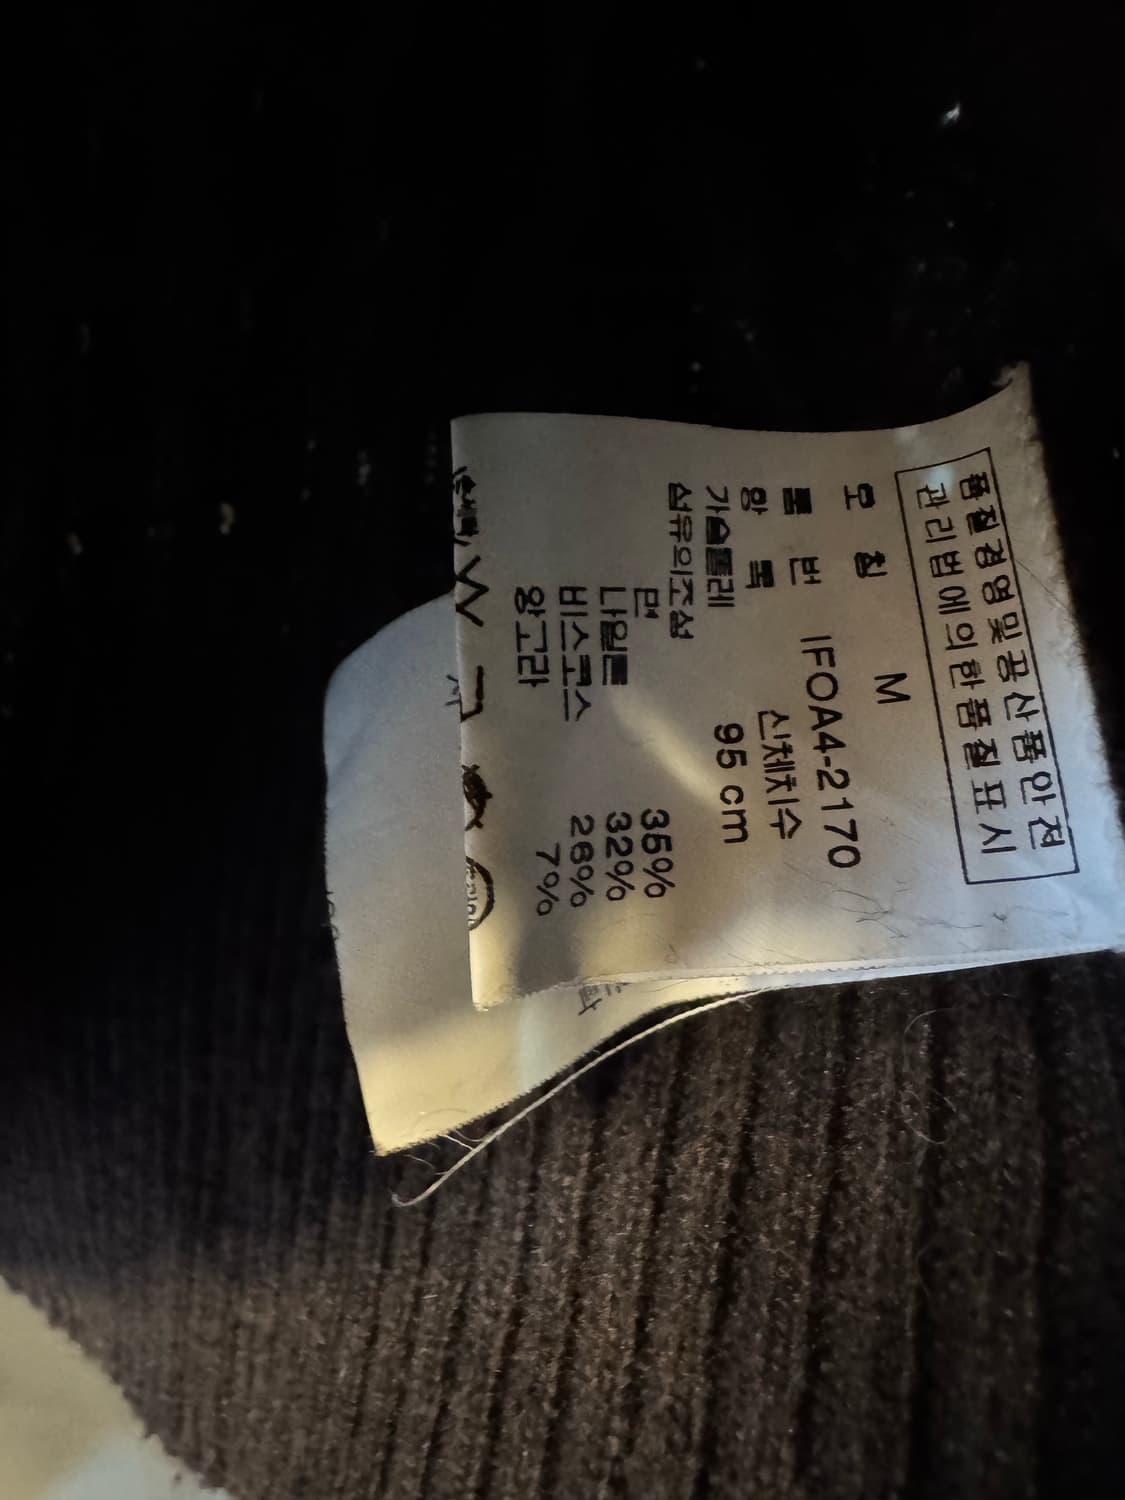 품질경영및공산품안전
관리법에의한품질표시
호 칭 M
품 번 IFOA4-2170
항 목 신체치수
가슴둘레 95 cm
섬유의조성
면 35%
나일론 32%
비스코스 26%
앙고라 7%